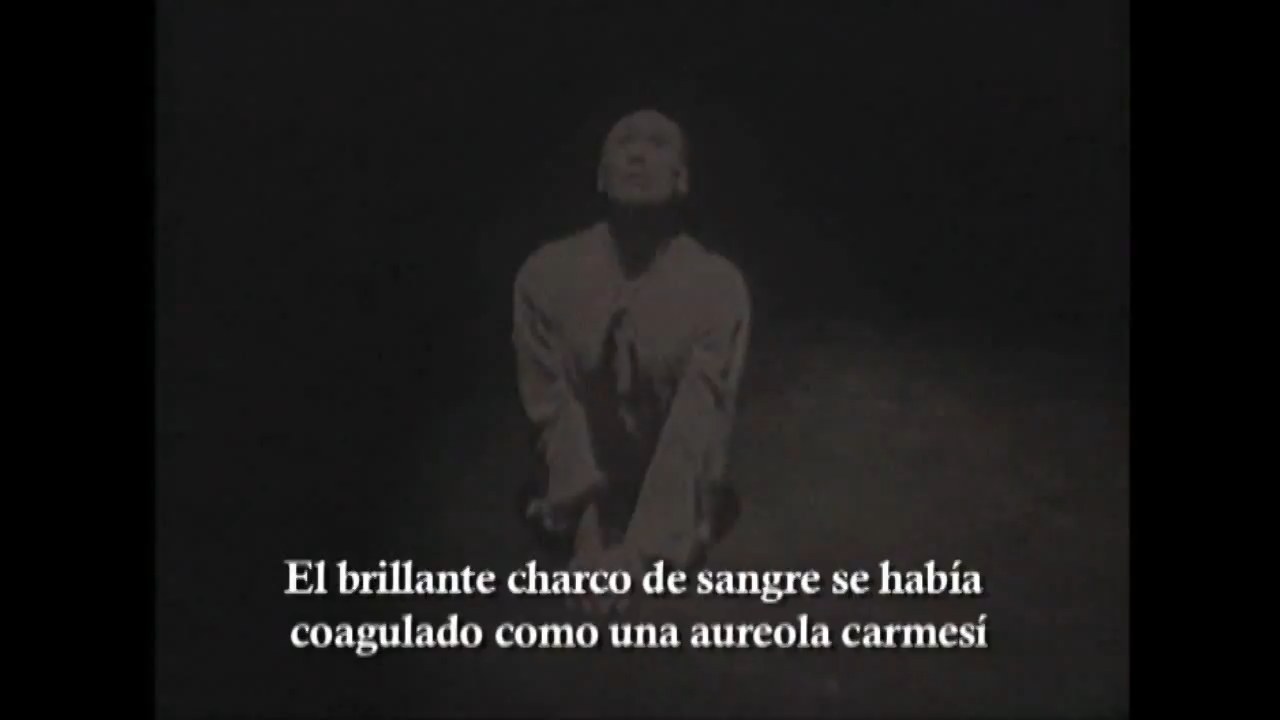 El brillante charco de sangre se había
coagulado como una aureola carmesí